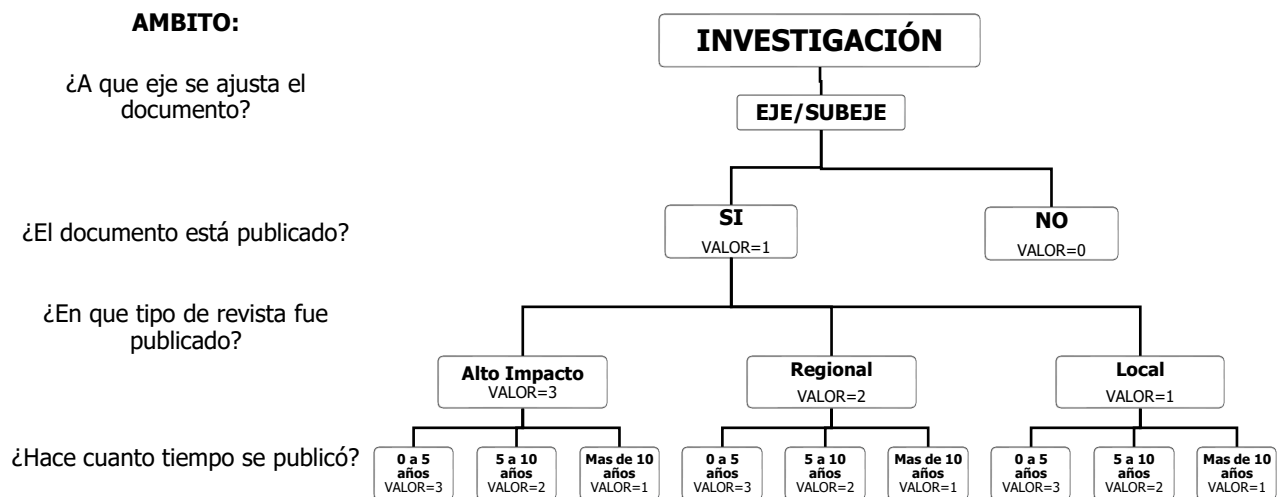 AMBITO:
INVESTIGACIÓN
¿A que eje se ajusta el
documento?
EJE/SUBEJE
¿El documento está publicado?
SI
VALOR=1
NO
VALOR=0
¿En que tipo de revista fue
publicado?
Alto Impacto
VALOR=3
Regional
VALOR=2
Local
VALOR=1
¿Hace cuanto tiempo se publicó?
0 a 5
años
VALOR=3
5 a 10
años
VALOR=2
Mas de 10
años
VALOR=1
0 a 5
años
VALOR=3
5 a 10
años
VALOR=2
Mas de 10
años
VALOR=1
0 a 5
años
VALOR=3
5 a 10
años
VALOR=2
Mas de 10
años
VALOR=1